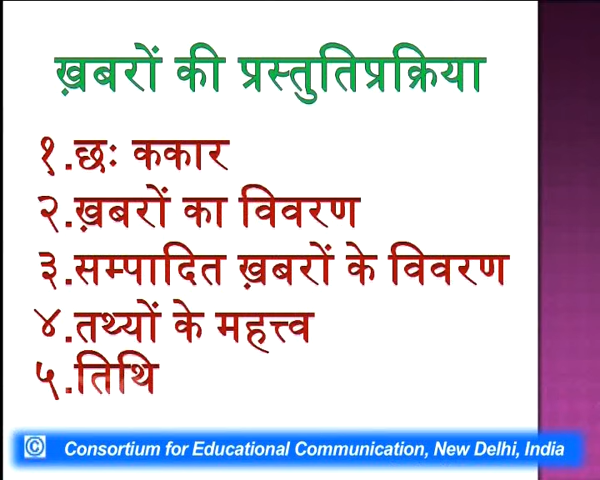 ख़बरों की प्रस्तुतिप्रक्रिया
१.छः ककार
२.ख़बरों का विवरण
३.सम्पादित ख़बरों के विवरण
४.तथ्यों के महत्त्व
५.तिथि
© Consortium for Educational Communication, New Delhi, India